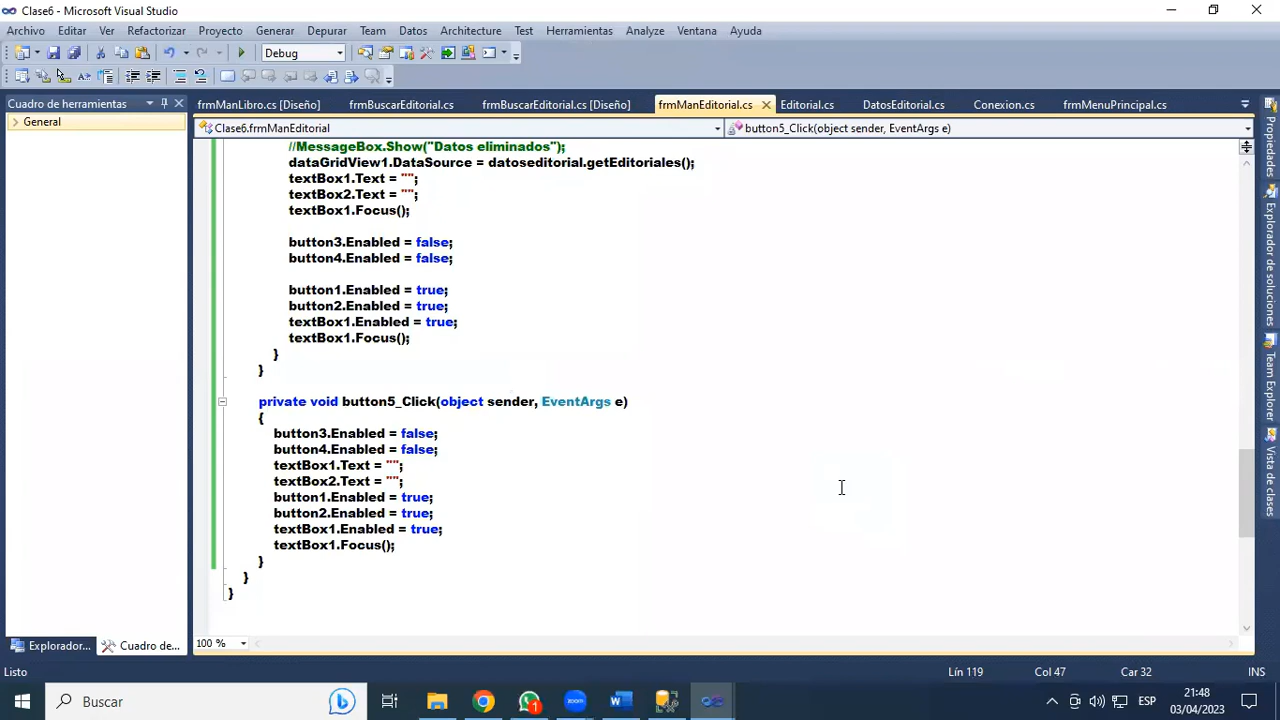 Clase6 - Microsoft Visual Studio
Archivo Editar Ver Refactorizar Proyecto Generar Depurar Team Datos Architecture Test Herramientas Analyze Ventana Ayuda
Debug
Cuadro de herramientas
General
frmManLibro.cs [Diseño] frmBuscarEditorial.cs frmBuscarEditorial.cs [Diseño] frmManEditorial.cs Editorial.cs DatosEditorial.cs Conexion.cs frmMenuPrincipal.cs
Clase6.frmManEditorial button5_Click(object sender, EventArgs e)
//MessageBox.Show("Datos eliminados");
dataGridView1.DataSource = datoseditorial.getEditoriales();
textBox1.Text = "";
textBox2.Text = "";
textBox1.Focus();
button3.Enabled = false;
button4.Enabled = false;
button1.Enabled = true;
button2.Enabled = true;
textBox1.Enabled = true;
textBox1.Focus();
}
}
private void button5_Click(object sender, EventArgs e)
{
button3.Enabled = false;
button4.Enabled = false;
textBox1.Text = "";
textBox2.Text = "";
button1.Enabled = true;
button2.Enabled = true;
textBox1.Enabled = true;
textBox1.Focus();
}
}
}
Propiedades
Explorador de soluciones
Team Explorer
Vista de clases
100 %
Explorador... Cuadro de...
Listo Lín 119 Col 47 Car 32 INS
Buscar
1
zoom
ESP
21:48
03/04/2023